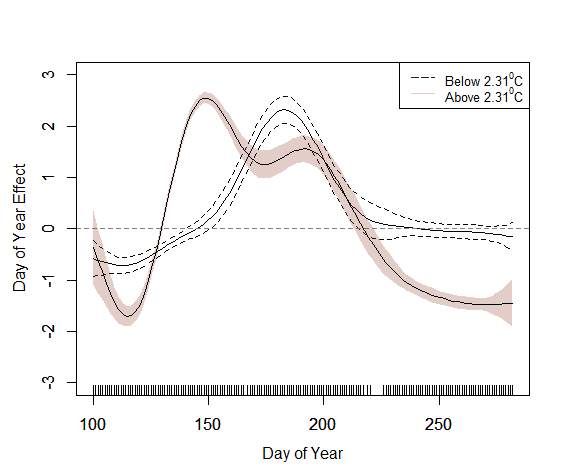 Below 2.31⁰C
Above 2.31⁰C
3
2
1
0
-1
-2
-3
Day of Year Effect
100 150 200 250
Day of Year